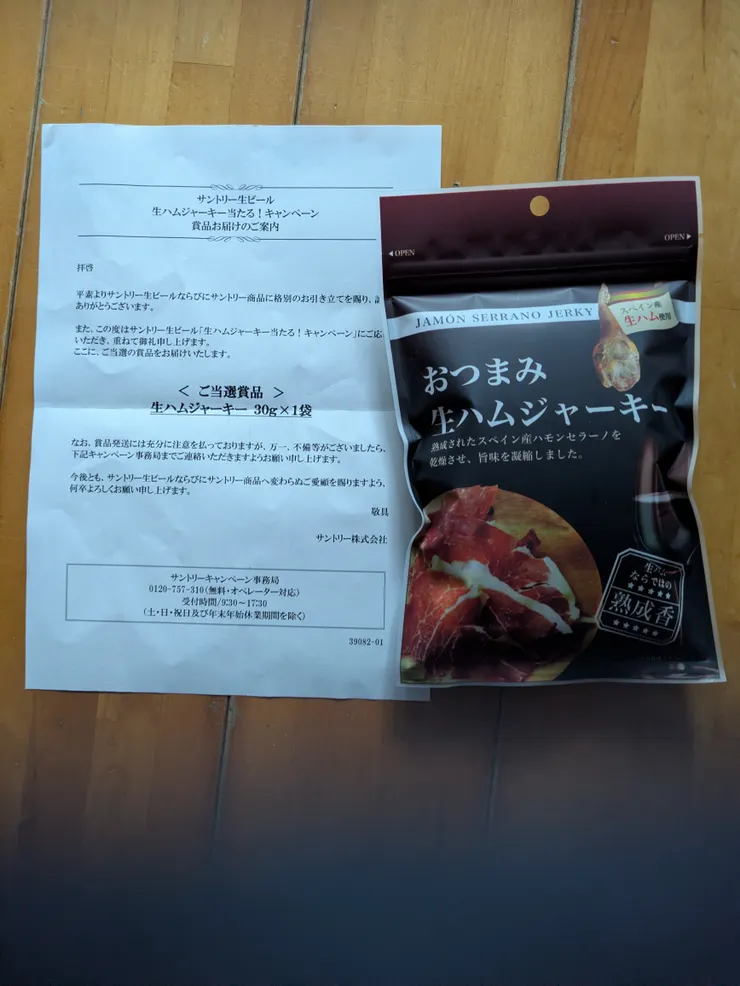 サントリー生ビール
生ハムジャーキー当たる!キャンペーン
賞品お届けのご案内
拝啓
平素よりサントリー生ビールならびにサントリー商品に格別のお引き立てを賜り、
ありがとうございます。
また、この度はサントリー生ビール「生ハムジャーキー当たる!キャンペーン」にご応
いただき、重ねて御礼申し上げます。
ここに、ご当選の賞品をお届けいたします。
< ご当選賞品 >
生ハムジャーキー 30g×1袋
なお、賞品発送には充分に注意を払っておりますが、万一、不備等がございましたら、
下記キャンペーン事務局までご連絡いただきますようお願い申し上げます。
今後とも、サントリー生ビールならびにサントリー商品へ変わらぬご愛顧を賜りますよう、
何卒よろしくお願い申し上げます。
敬具
サントリー株式会社
サントリーキャンペーン事務局
0120-757-310(無料・オペレーター対応)
受付時間/9:30~17:30
(土・日・祝日及び年末年始休業期間を除く)
39082-01
◀OPEN
OPEN▶
JAMÓN SERRANO JERKY
スペイン産
生ハム使用
おつまみ
生ハムジャーキー
熟成されたスペイン産ハモンセラーノを
乾燥させ、旨味を凝縮しました。
生ハム
ならではの
★★★★★
熟成香
★★★★★